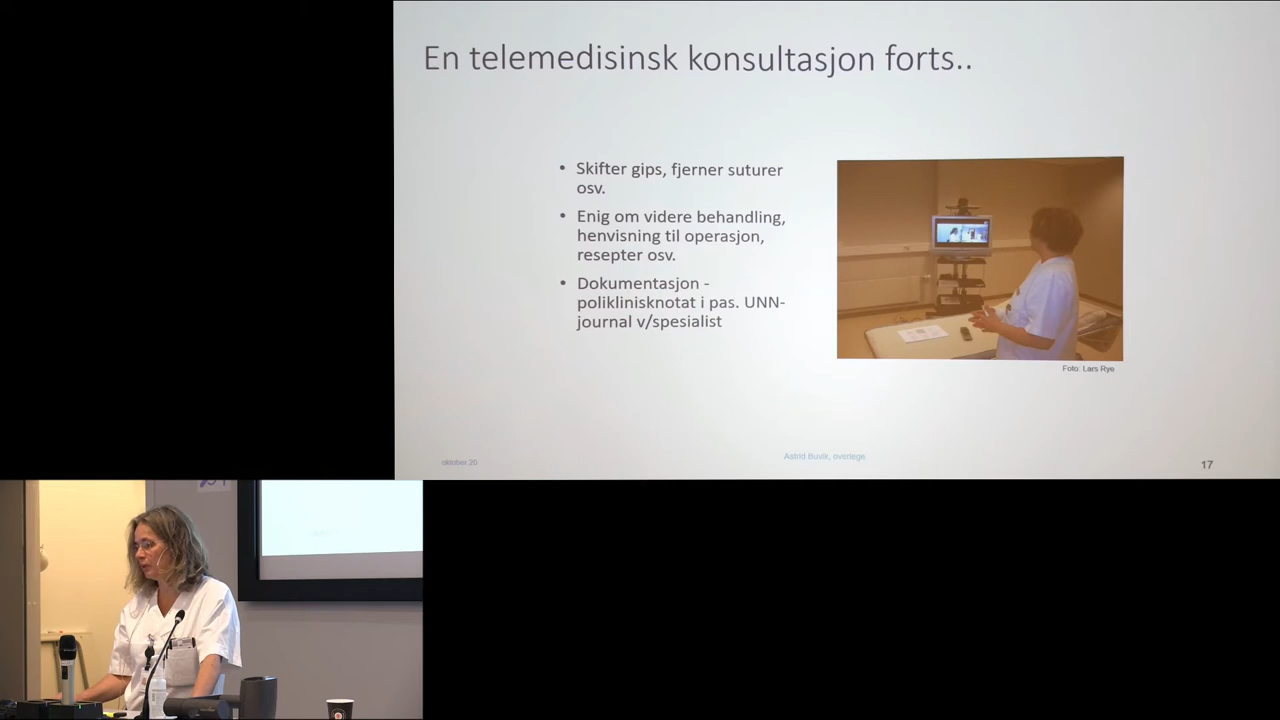 En telemedisinsk konsultasjon forts..
• Skifter gips, fjerner suturer
osv.
• Enig om videre behandling,
henvisning til operasjon,
resepter osv.
• Dokumentasjon -
poliklinisknotat i pas. UNN-
journal v/spesialist
Foto: Lars Rye
oktober 20
Astrid Buvik, overlege
17